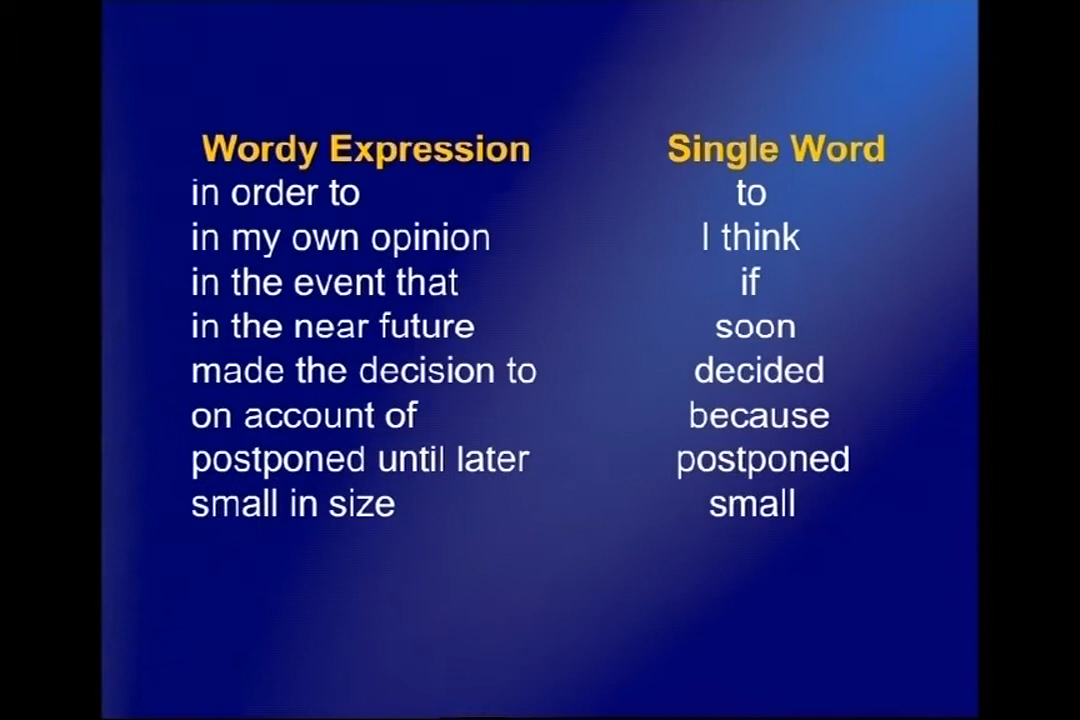 Wordy Expression Single Word
in order to to
in my own opinion I think
in the event that if
in the near future soon
made the decision to decided
on account of because
postponed until later postponed
small in size small